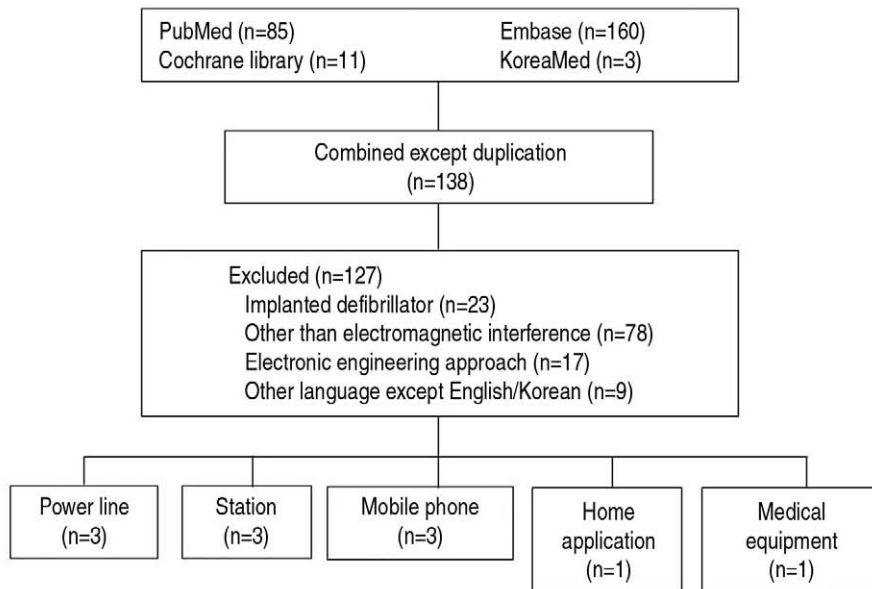 PubMed (n=85)
Embase (n=160)
Cochrane library (n=11)
KoreaMed (n=3)
Combined except duplication
(n=138)
Excluded (n=127)
Implanted defibrillator (n=23)
Other than electromagnetic interference (n=78)
Electronic engineering approach (n=17)
Other language except English/Korean (n=9)
Power line
(n=3)
Station
(n=3)
Mobile phone
(n=3)
Home
application
(n=1)
Medical
equipment
(n=1)